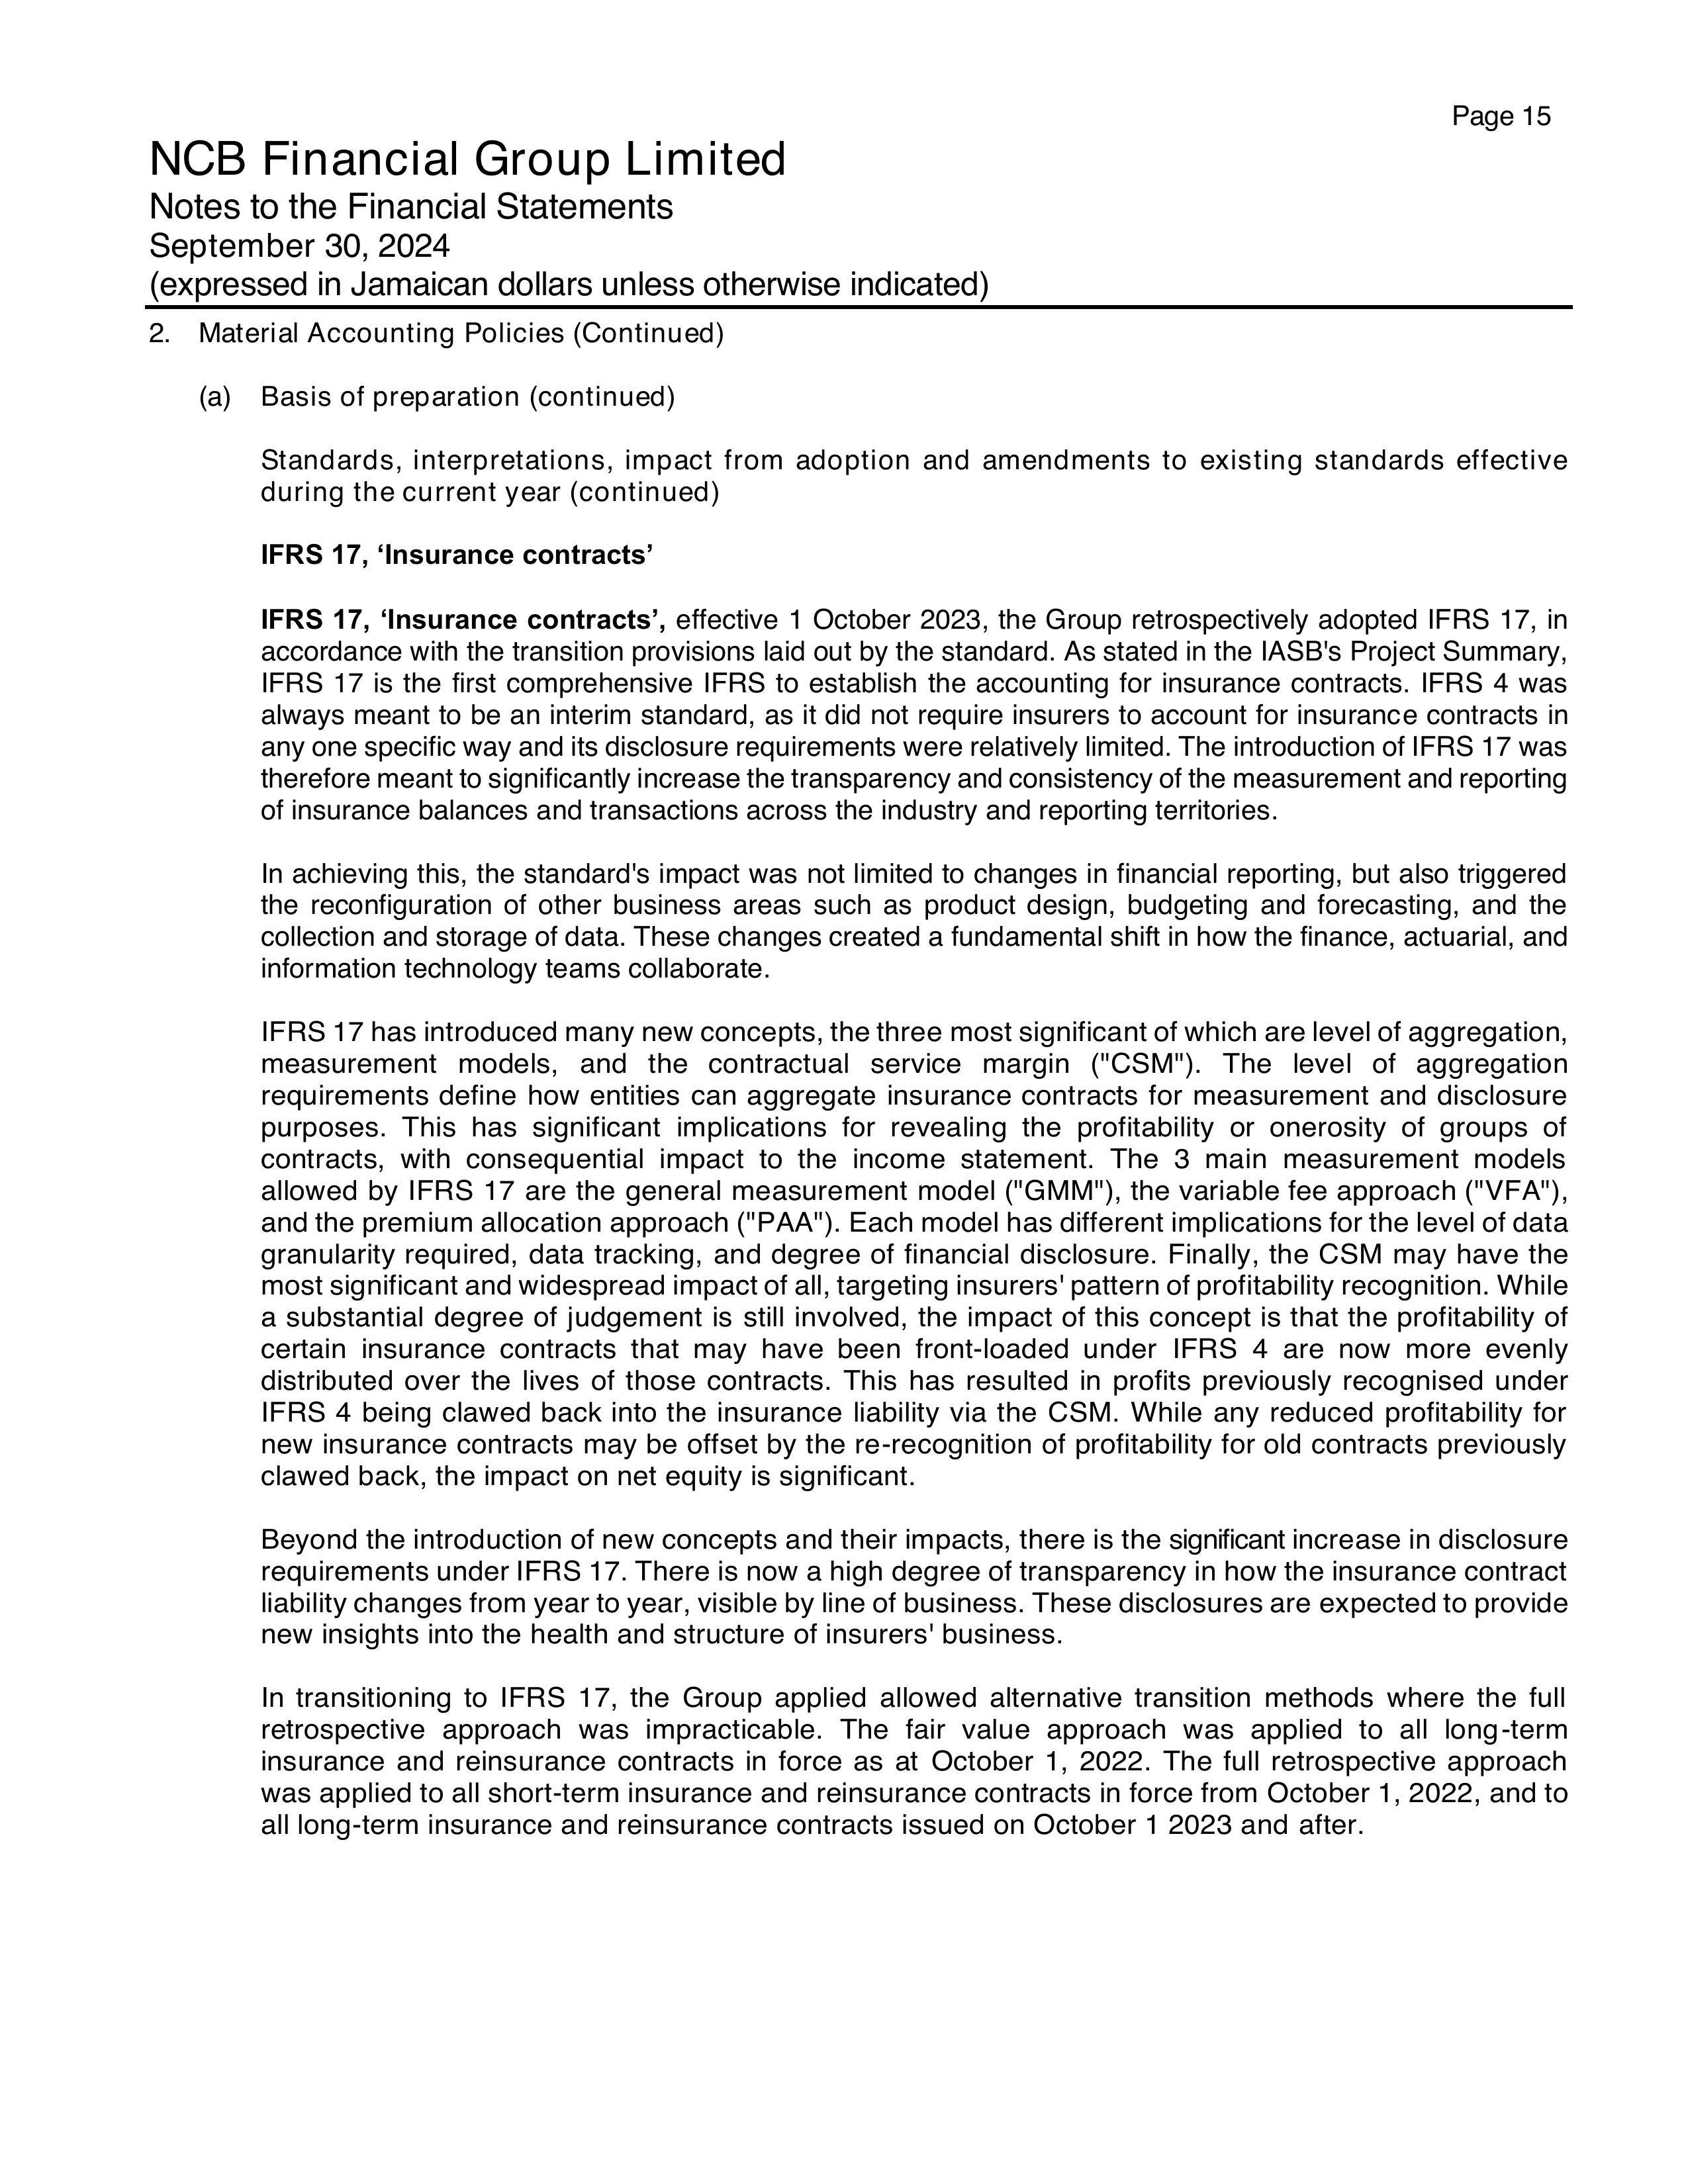 Page 15
NCB Financial Group Limited
Notes to the Financial Statements
September 30, 2024
(expressed in Jamaican dollars unless otherwise indicated)
2. Material Accounting Policies (Continued)
(a) Basis of preparation (continued)
Standards, interpretations, impact from adoption and amendments to existing standards effective
during the current year (continued)
IFRS 17, ‘Insurance contracts’
IFRS 17, ‘Insurance contracts’, effective 1 October 2023, the Group retrospectively adopted IFRS 17, in
accordance with the transition provisions laid out by the standard. As stated in the IASB's Project Summary,
IFRS 17 is the first comprehensive IFRS to establish the accounting for insurance contracts. IFRS 4 was
always meant to be an interim standard, as it did not require insurers to account for insurance contracts in
any one specific way and its disclosure requirements were relatively limited. The introduction of IFRS 17 was
therefore meant to significantly increase the transparency and consistency of the measurement and reporting
of insurance balances and transactions across the industry and reporting territories.
In achieving this, the standard's impact was not limited to changes in financial reporting, but also triggered
the reconfiguration of other business areas such as product design, budgeting and forecasting, and the
collection and storage of data. These changes created a fundamental shift in how the finance, actuarial, and
information technology teams collaborate.
IFRS 17 has introduced many new concepts, the three most significant of which are level of aggregation,
measurement models, and the contractual service margin ("CSM"). The level of aggregation
requirements define how entities can aggregate insurance contracts for measurement and disclosure
purposes. This has significant implications for revealing the profitability or onerosity of groups of
contracts, with consequential impact to the income statement. The 3 main measurement models
allowed by IFRS 17 are the general measurement model ("GMM"), the variable fee approach ("VFA"),
and the premium allocation approach ("PAA"). Each model has different implications for the level of data
granularity required, data tracking, and degree of financial disclosure. Finally, the CSM may have the
most significant and widespread impact of all, targeting insurers' pattern of profitability recognition. While
a substantial degree of judgement is still involved, the impact of this concept is that the profitability of
certain insurance contracts that may have been front-loaded under IFRS 4 are now more evenly
distributed over the lives of those contracts. This has resulted in profits previously recognised under
IFRS 4 being clawed back into the insurance liability via the CSM. While any reduced profitability for
new insurance contracts may be offset by the re-recognition of profitability for old contracts previously
clawed back, the impact on net equity is significant.
Beyond the introduction of new concepts and their impacts, there is the significant increase in disclosure
requirements under IFRS 17. There is now a high degree of transparency in how the insurance contract
liability changes from year to year, visible by line of business. These disclosures are expected to provide
new insights into the health and structure of insurers' business.
In transitioning to IFRS 17, the Group applied allowed alternative transition methods where the full
retrospective approach was impracticable. The fair value approach was applied to all long-term
insurance and reinsurance contracts in force as at October 1, 2022. The full retrospective approach
was applied to all short-term insurance and reinsurance contracts in force from October 1, 2022, and to
all long-term insurance and reinsurance contracts issued on October 1 2023 and after.